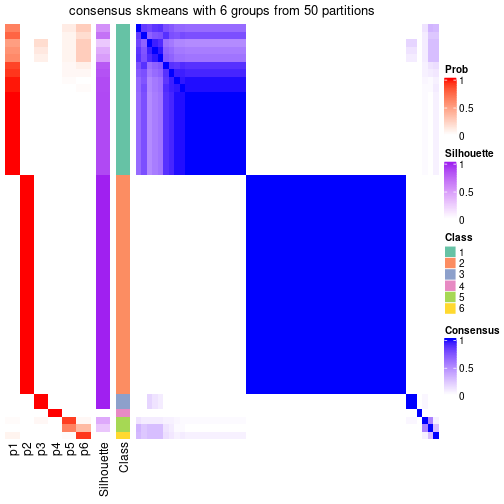 consensus skmeans with 6 groups from 50 partitions
Prob
1
0.5
0
Silhouette
1
0.5
0
Class
1
2
3
4
5
6
Consensus
1
0.5
0
p1
p2
p3
p4
p5
p6
Silhouette
Class